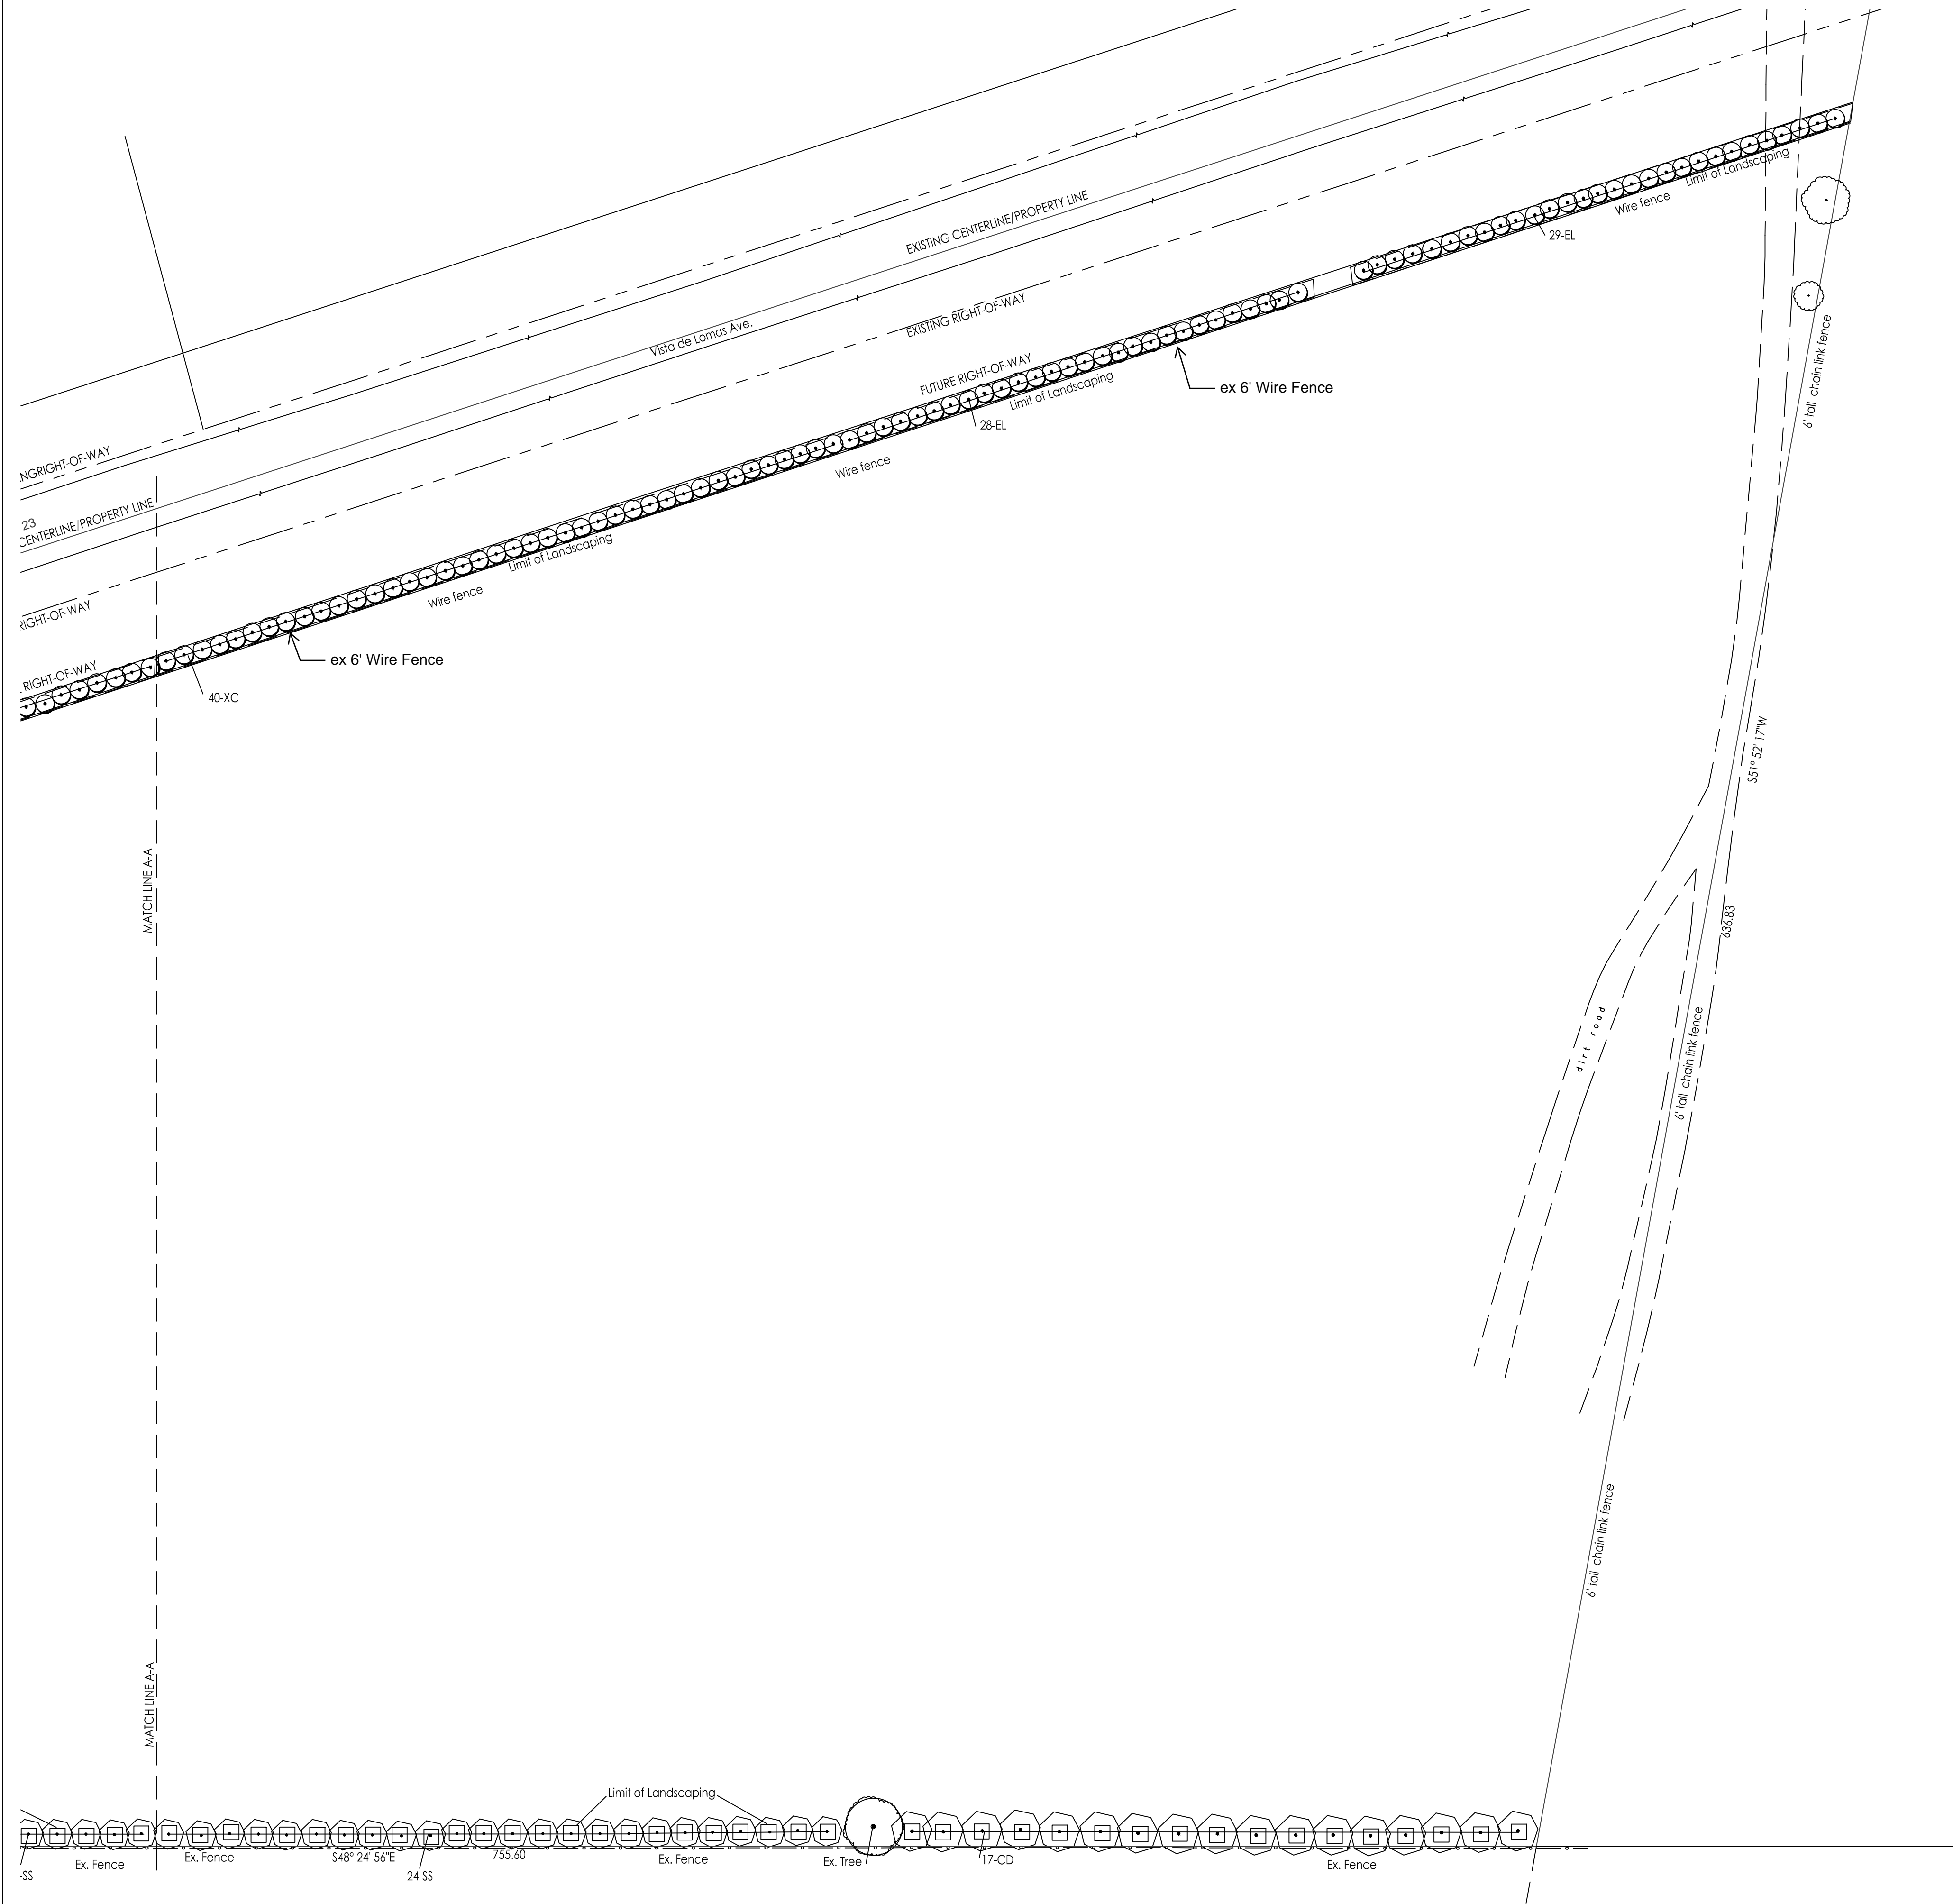 EXISTING CENTERLINE/PROPERTY LINE
Limit of Landscaping
Wire fence
29-EL
EXISTING RIGHT-OF-WAY
Vista de Lomas Ave.
6' tall chain link fence
FUTURE RIGHT-OF-WAY
Limit of Landscaping
ex 6' Wire Fence
28-EL
NGRIGHT-OF-WAY
Wire fence
23
CENTERLINE/PROPERTY LINE
Limit of Landscaping
Wire fence
RIGHT-OF-WAY
ex 6' Wire Fence
RIGHT-OF-WAY
40-XC
S51° 52' 17"W
MATCH LINE A-A
636.83
dirt road
6' tall chain link fence
6' tall chain link fence
MATCH LINE A-A
Limit of Landscaping
-SS
Ex. Fence
Ex. Fence
S48° 24' 56"E
24-SS
755.60
Ex. Fence
Ex. Tree
17-CD
Ex. Fence